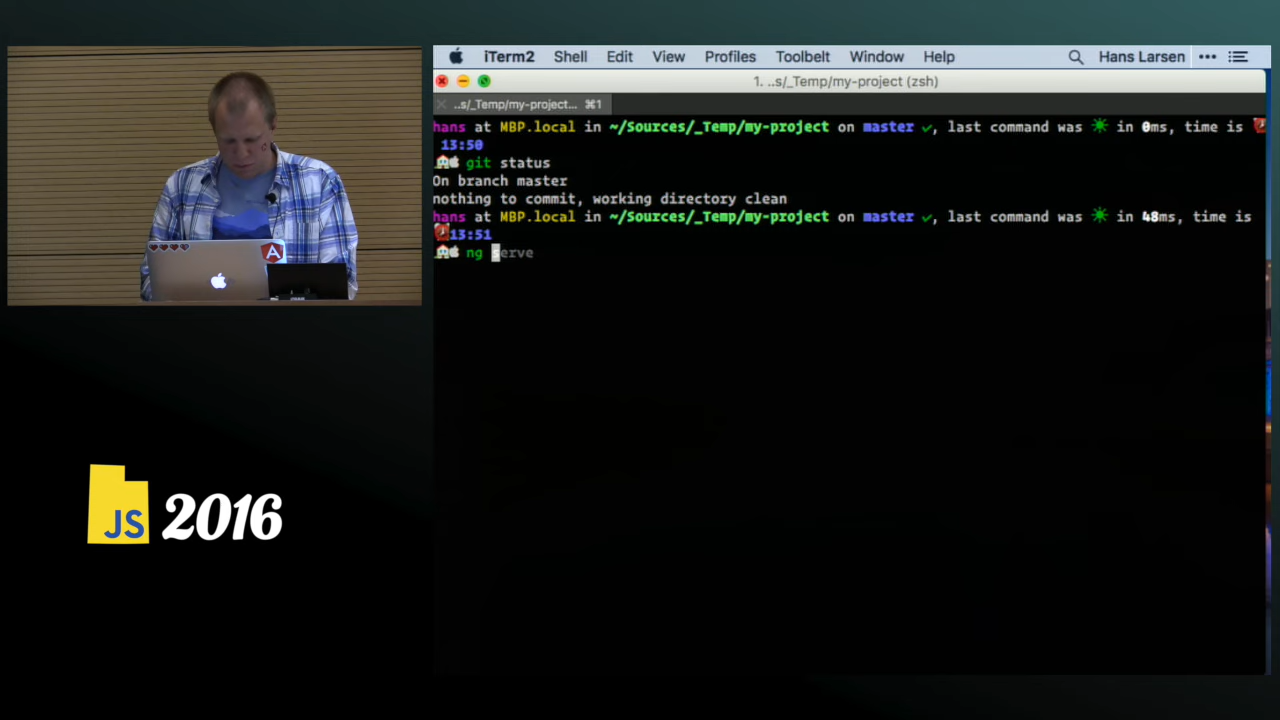 iTerm2 Shell Edit View Profiles Toolbelt Window Help Hans Larsen
1. ..s/_Temp/my-project (zsh)
..s/_Temp/my-project... ⌘1
hans at MBP.local in ~/Sources/_Temp/my-project on master ✓, last command was ☀ in 0ms, time is
13:50
git status
On branch master
nothing to commit, working directory clean
hans at MBP.local in ~/Sources/_Temp/my-project on master ✓, last command was ☀ in 48ms, time is
13:51
ng serve
A
JS 2016